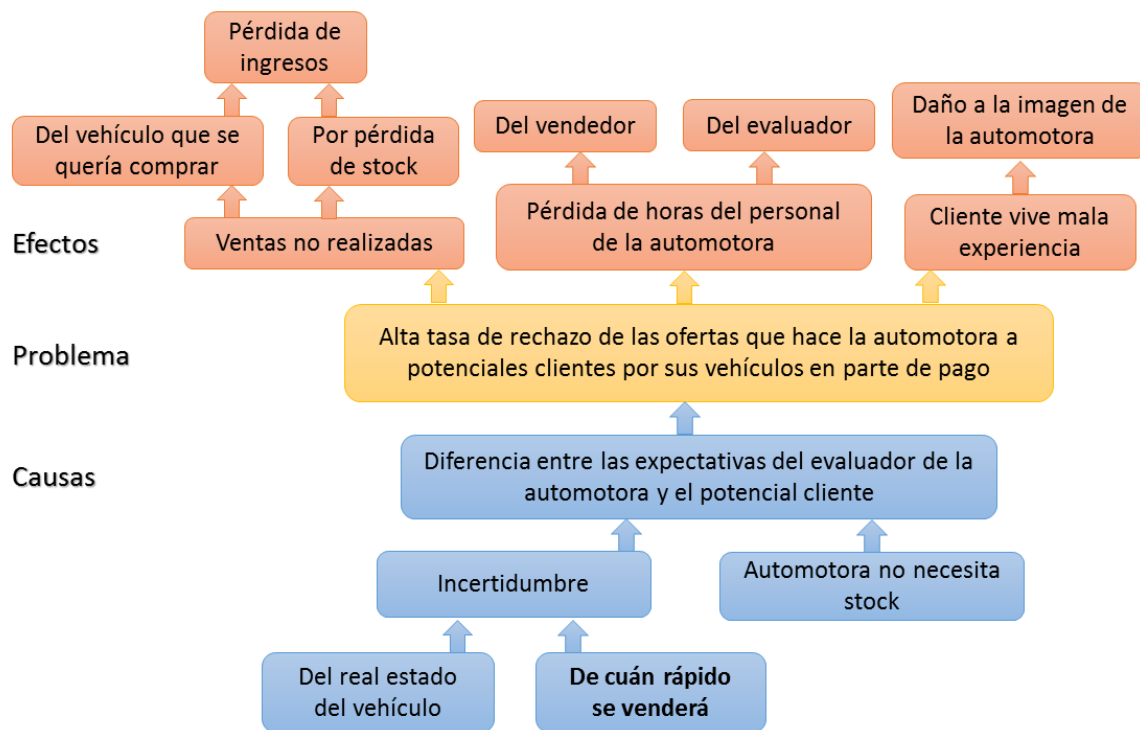 Pérdida de
ingresos
Del vehículo que se
quería comprar
Por pérdida
de stock
Del vendedor
Del evaluador
Daño a la imagen de
la automotora
Efectos
Ventas no realizadas
Pérdida de horas del personal
de la automotora
Cliente vive mala
experiencia
Problema
Alta tasa de rechazo de las ofertas que hace la automotora a
potenciales clientes por sus vehículos en parte de pago
Causas
Diferencia entre las expectativas del evaluador de la
automotora y el potencial cliente
Incertidumbre
Automotora no necesita
stock
Del real estado
del vehículo
De cuán rápido
se venderá